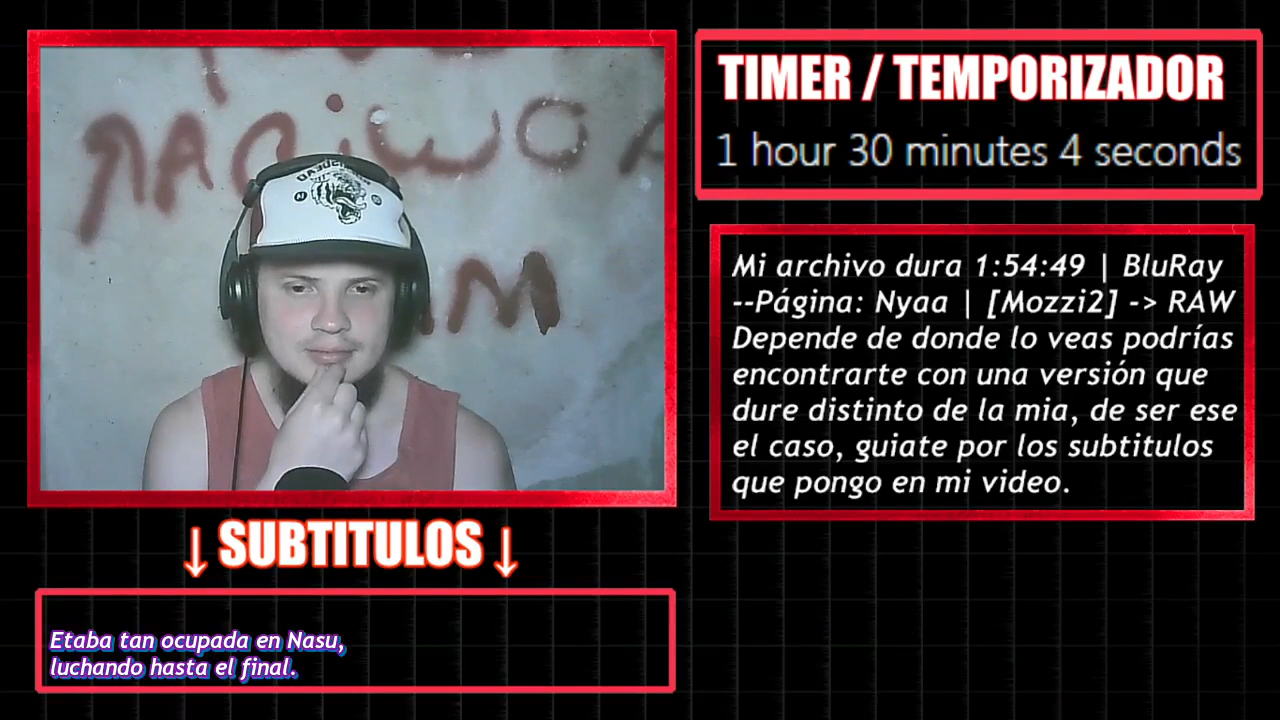 TIMER / TEMPORIZADOR
1 hour 30 minutes 4 seconds
Mi archivo dura 1:54:49 | BluRay
--Página: Nyaa | [Mozzi2] -> RAW
Depende de donde lo veas podrías
encontrarte con una versión que
dure distinto de la mia, de ser ese
el caso, guiate por los subtitulos
que pongo en mi video.
↓ SUBTITULOS ↓
Etaba tan ocupada en Nasu,
luchando hasta el final.